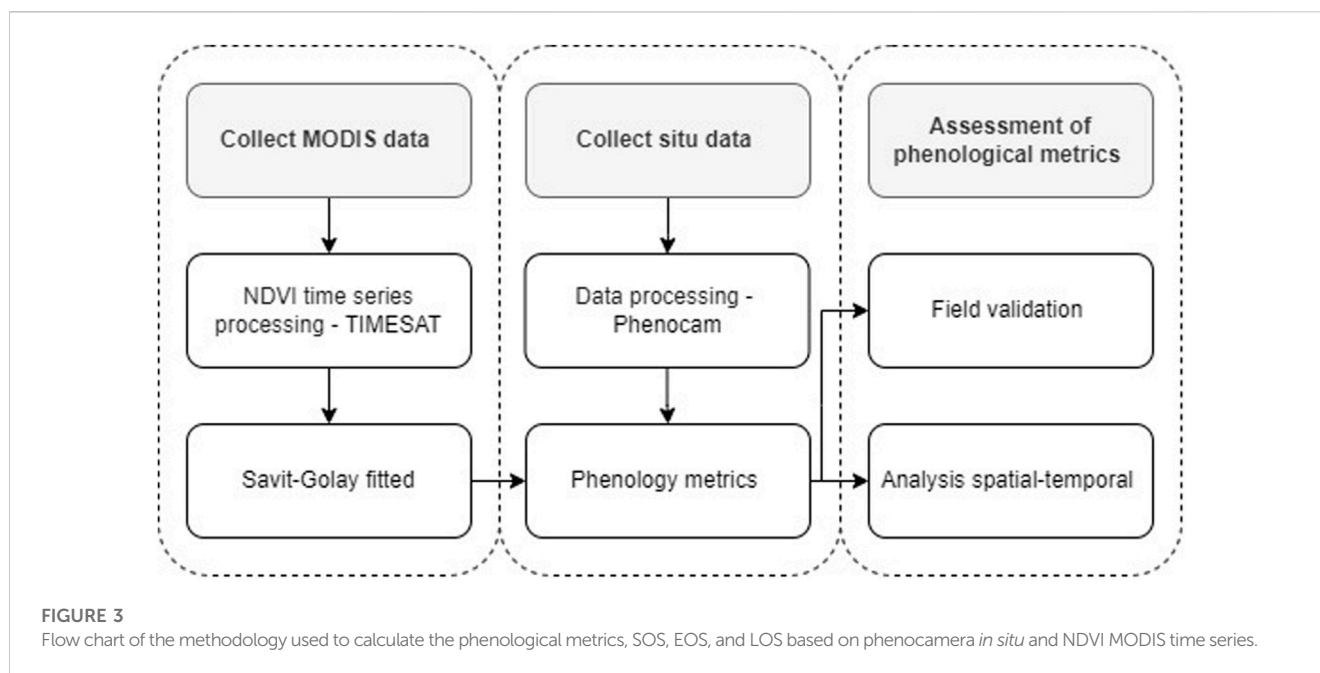 Collect MODIS data
NDVI time series
processing - TIMESAT
Savit-Golay fitted
Collect situ data
Data processing -
Phenocam
Phenology metrics
Assessment of
phenological metrics
Field validation
Analysis spatial-temporal
FIGURE 3
Flow chart of the methodology used to calculate the phenological metrics, SOS, EOS, and LOS based on phenocamera in situ and NDVI MODIS time series.